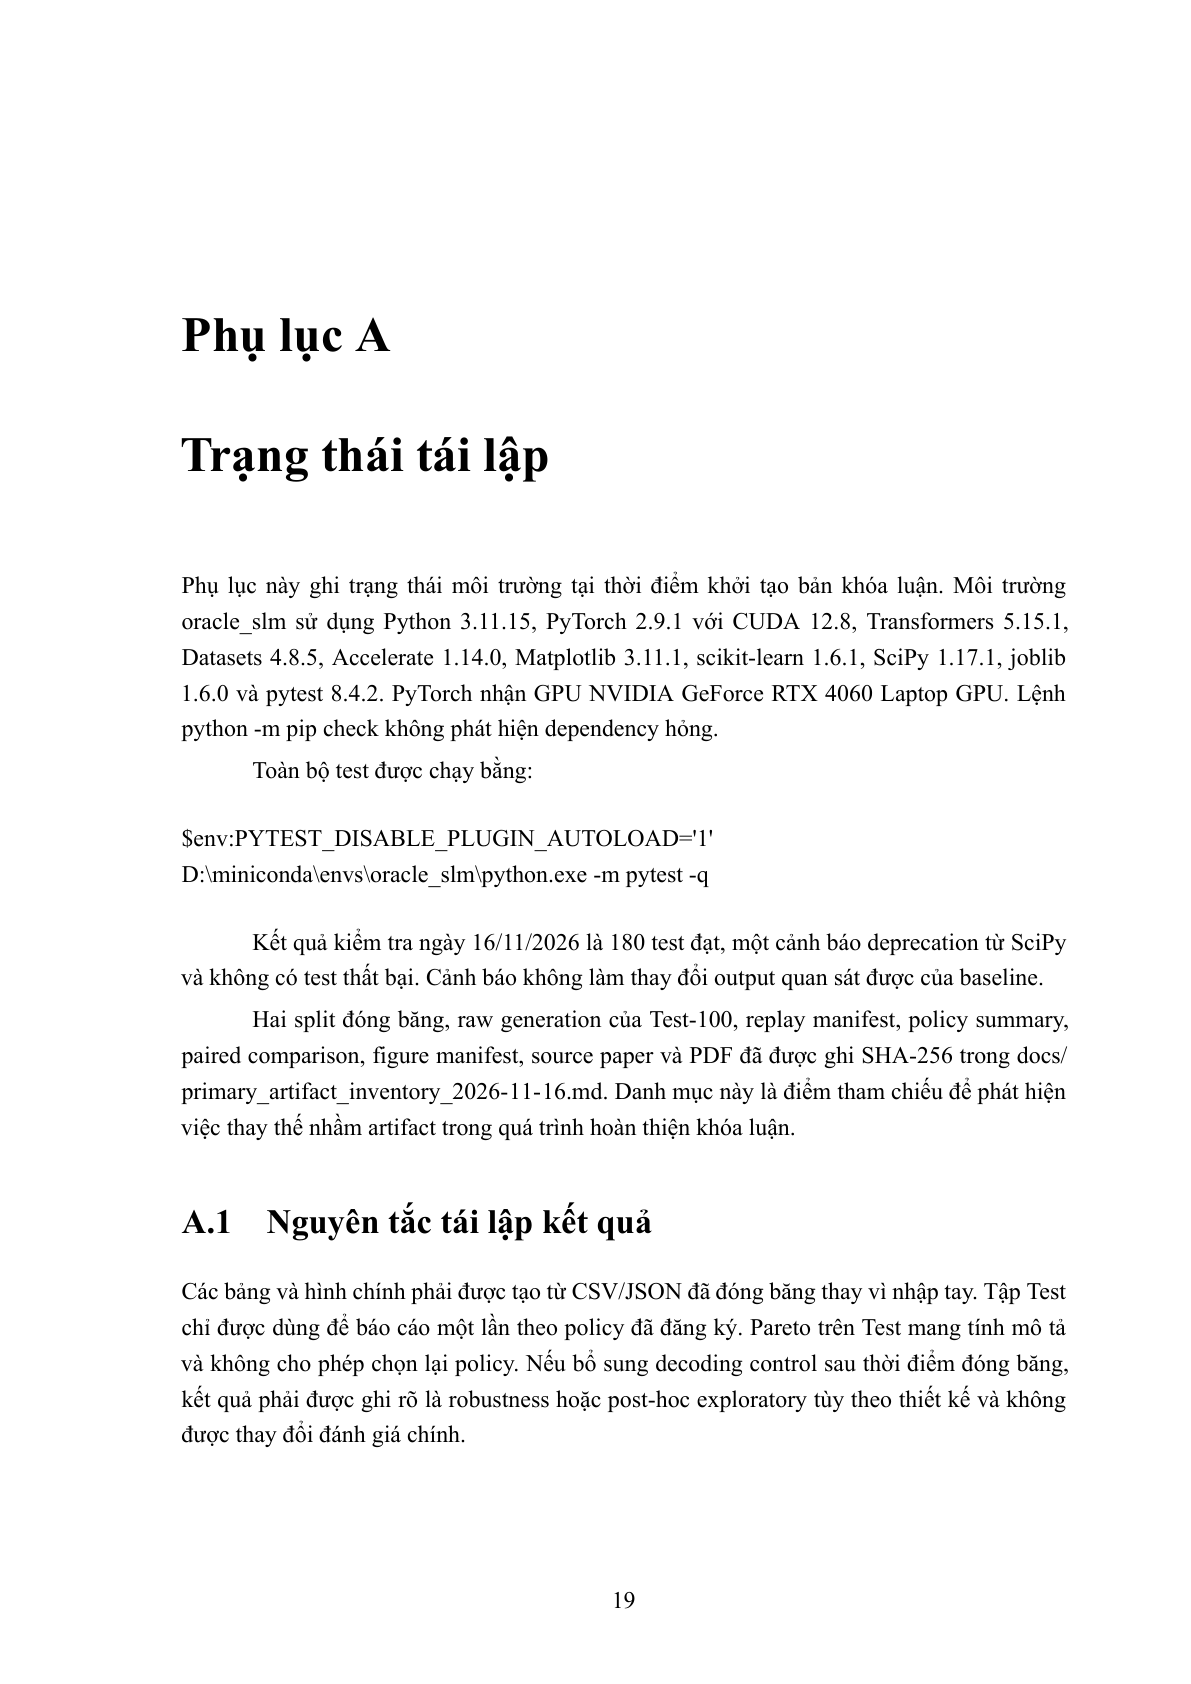 Phụ lục A
Trạng thái tái lập
Phụ lục này ghi trạng thái môi trường tại thời điểm khởi tạo bản khóa luận. Môi trường
oracle_slm sử dụng Python 3.11.15, PyTorch 2.9.1 với CUDA 12.8, Transformers 5.15.1,
Datasets 4.8.5, Accelerate 1.14.0, Matplotlib 3.11.1, scikit-learn 1.6.1, SciPy 1.17.1, joblib
1.6.0 và pytest 8.4.2. PyTorch nhận GPU NVIDIA GeForce RTX 4060 Laptop GPU. Lệnh
python -m pip check không phát hiện dependency hỏng.
Toàn bộ test được chạy bằng:
$env:PYTEST_DISABLE_PLUGIN_AUTOLOAD='1'
D:\miniconda\envs\oracle_slm\python.exe -m pytest -q
Kết quả kiểm tra ngày 16/11/2026 là 180 test đạt, một cảnh báo deprecation từ SciPy
và không có test thất bại. Cảnh báo không làm thay đổi output quan sát được của baseline.
Hai split đóng băng, raw generation của Test-100, replay manifest, policy summary,
paired comparison, figure manifest, source paper và PDF đã được ghi SHA-256 trong docs/
primary_artifact_inventory_2026-11-16.md. Danh mục này là điểm tham chiếu để phát hiện
việc thay thế nhầm artifact trong quá trình hoàn thiện khóa luận.
A.1 Nguyên tắc tái lập kết quả
Các bảng và hình chính phải được tạo từ CSV/JSON đã đóng băng thay vì nhập tay. Tập Test
chỉ được dùng để báo cáo một lần theo policy đã đăng ký. Pareto trên Test mang tính mô tả
và không cho phép chọn lại policy. Nếu bổ sung decoding control sau thời điểm đóng băng,
kết quả phải được ghi rõ là robustness hoặc post-hoc exploratory tùy theo thiết kế và không
được thay đổi đánh giá chính.
19